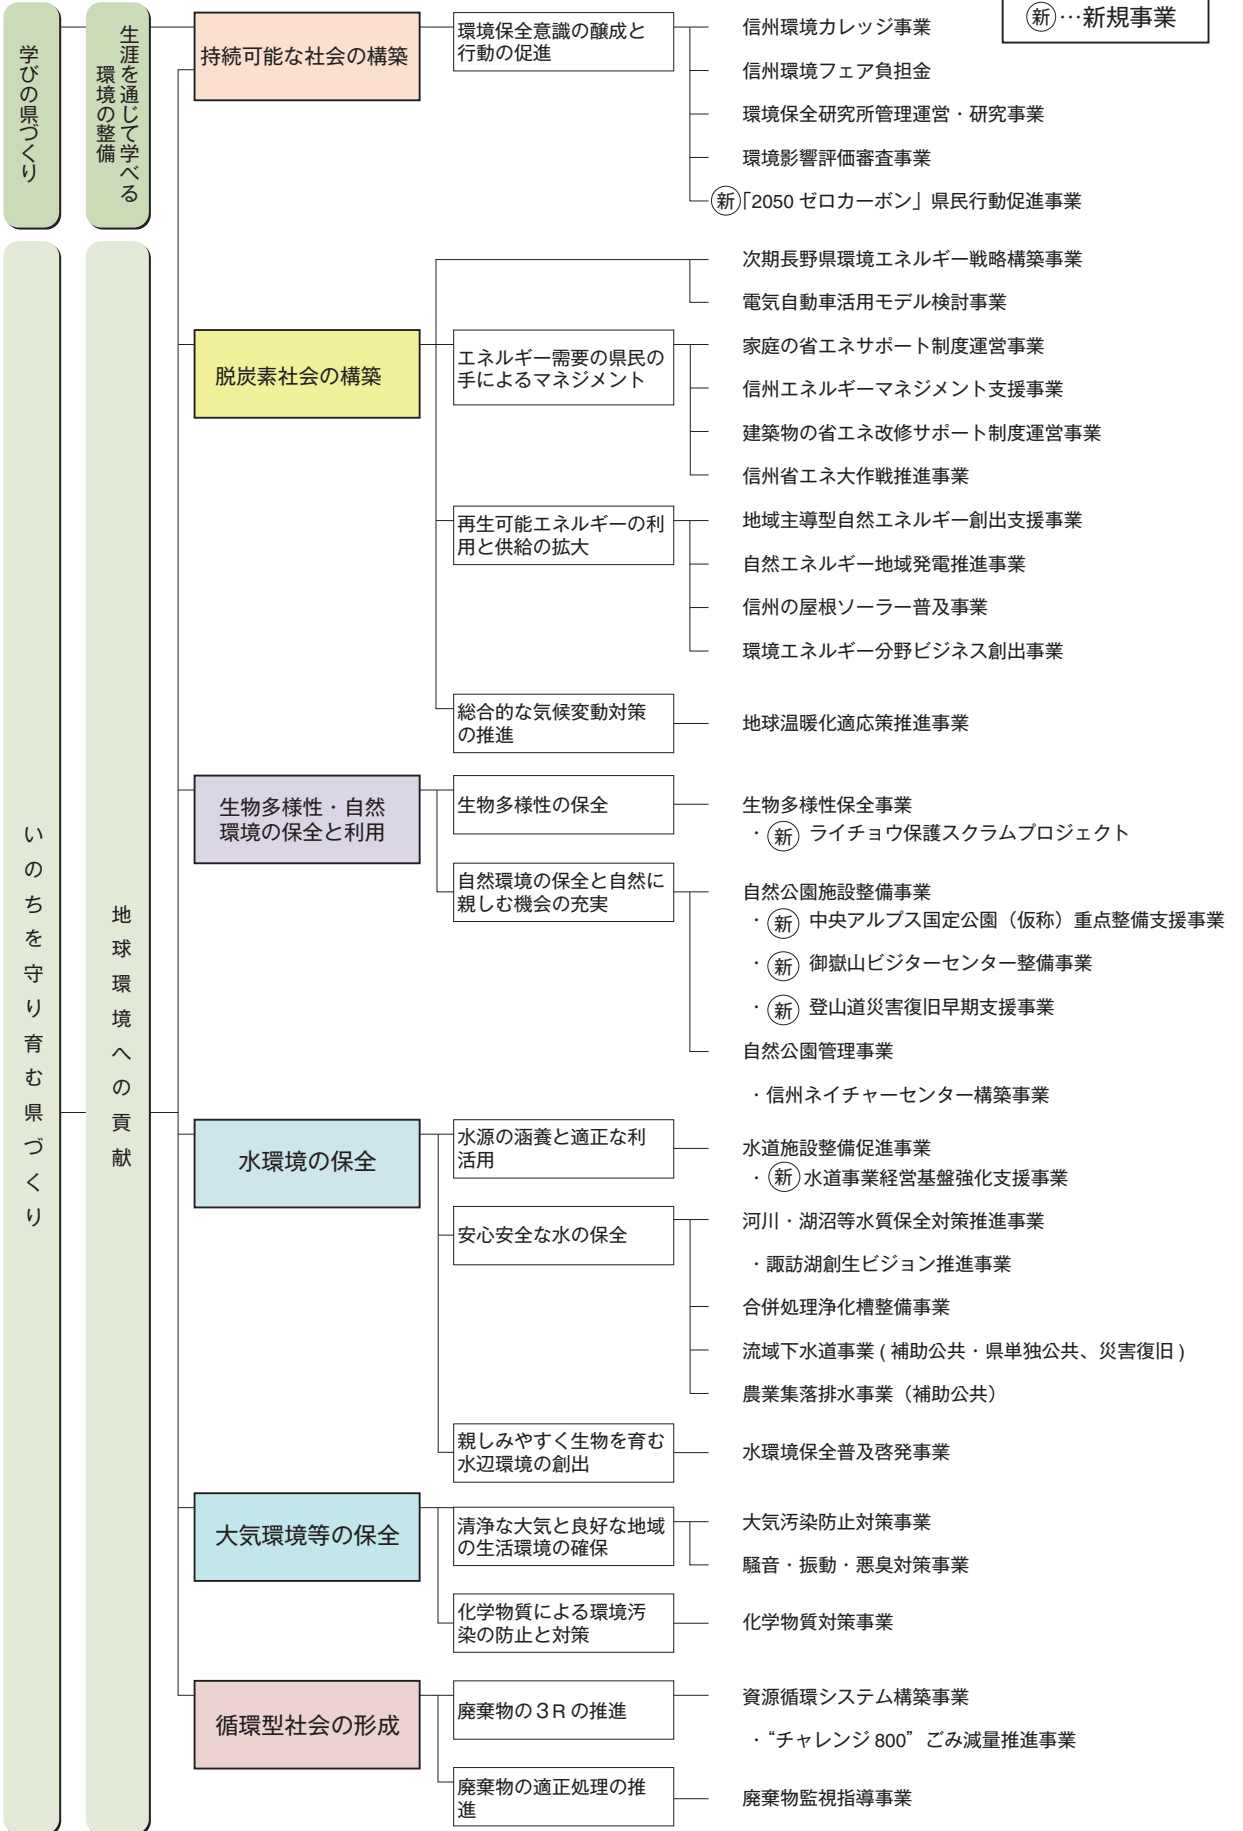 新…新規事業
学びの県づくり
生涯を通じて学べる
環境の整備
持続可能な社会の構築
環境保全意識の醸成と
行動の促進
信州環境カレッジ事業
信州環境フェア負担金
環境保全研究所管理運営・研究事業
環境影響評価審査事業
新「2050 ゼロカーボン」県民行動促進事業
いのちを守り育む県づくり
地球環境への貢献
脱炭素社会の構築
次期長野県環境エネルギー戦略構築事業
電気自動車活用モデル検討事業
エネルギー需要の県民の
手によるマネジメント
家庭の省エネサポート制度運営事業
信州エネルギーマネジメント支援事業
建築物の省エネ改修サポート制度運営事業
信州省エネ大作戦推進事業
再生可能エネルギーの利
用と供給の拡大
地域主導型自然エネルギー創出支援事業
自然エネルギー地域発電推進事業
信州の屋根ソーラー普及事業
環境エネルギー分野ビジネス創出事業
総合的な気候変動対策
の推進
地球温暖化適応策推進事業
生物多様性・自然
環境の保全と利用
生物多様性の保全
生物多様性保全事業
・新 ライチョウ保護スクラムプロジェクト
自然環境の保全と自然に
親しむ機会の充実
自然公園施設整備事業
・新 中央アルプス国定公園（仮称）重点整備支援事業
・新 御嶽山ビジターセンター整備事業
・新 登山道災害復旧早期支援事業
自然公園管理事業
・信州ネイチャーセンター構築事業
水環境の保全
水源の涵養と適正な利
活用
水道施設整備促進事業
・新 水道事業経営基盤強化支援事業
安心安全な水の保全
河川・湖沼等水質保全対策推進事業
・諏訪湖創生ビジョン推進事業
合併処理浄化槽整備事業
流域下水道事業 ( 補助公共・県単独公共、災害復旧 )
農業集落排水事業（補助公共）
親しみやすく生物を育む
水辺環境の創出
水環境保全普及啓発事業
大気環境等の保全
清浄な大気と良好な地域
の生活環境の確保
大気汚染防止対策事業
騒音・振動・悪臭対策事業
化学物質による環境汚
染の防止と対策
化学物質対策事業
循環型社会の形成
廃棄物の３R の推進
資源循環システム構築事業
・“チャレンジ 800”ごみ減量推進事業
廃棄物の適正処理の推
進
廃棄物監視指導事業